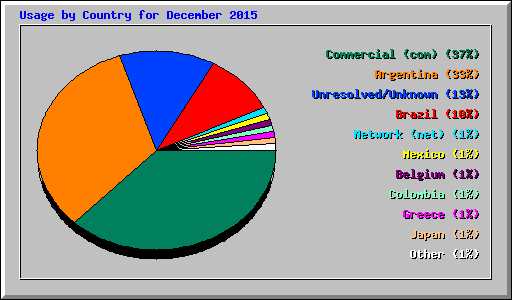 Usage by Country for December 2015
Commercial (com) (37%)
Argentina (33%)
Unresolved/Unknown (13%)
Brazil (10%)
Network (net) (1%)
Mexico (1%)
Belgium (1%)
Colombia (1%)
Greece (1%)
Japan (1%)
Other (1%)